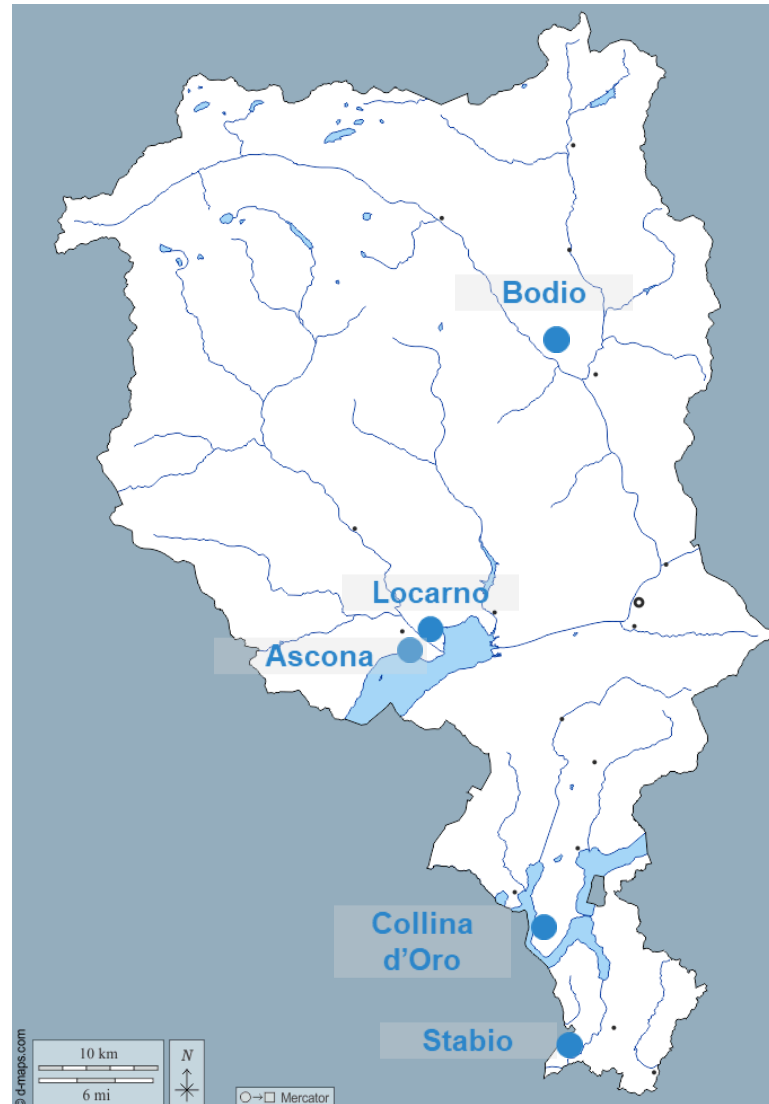 Bodio
Locarno
Ascona
Collina
d'Oro
Stabio
10 km
6 mi
N
Mercator
© d-maps.com